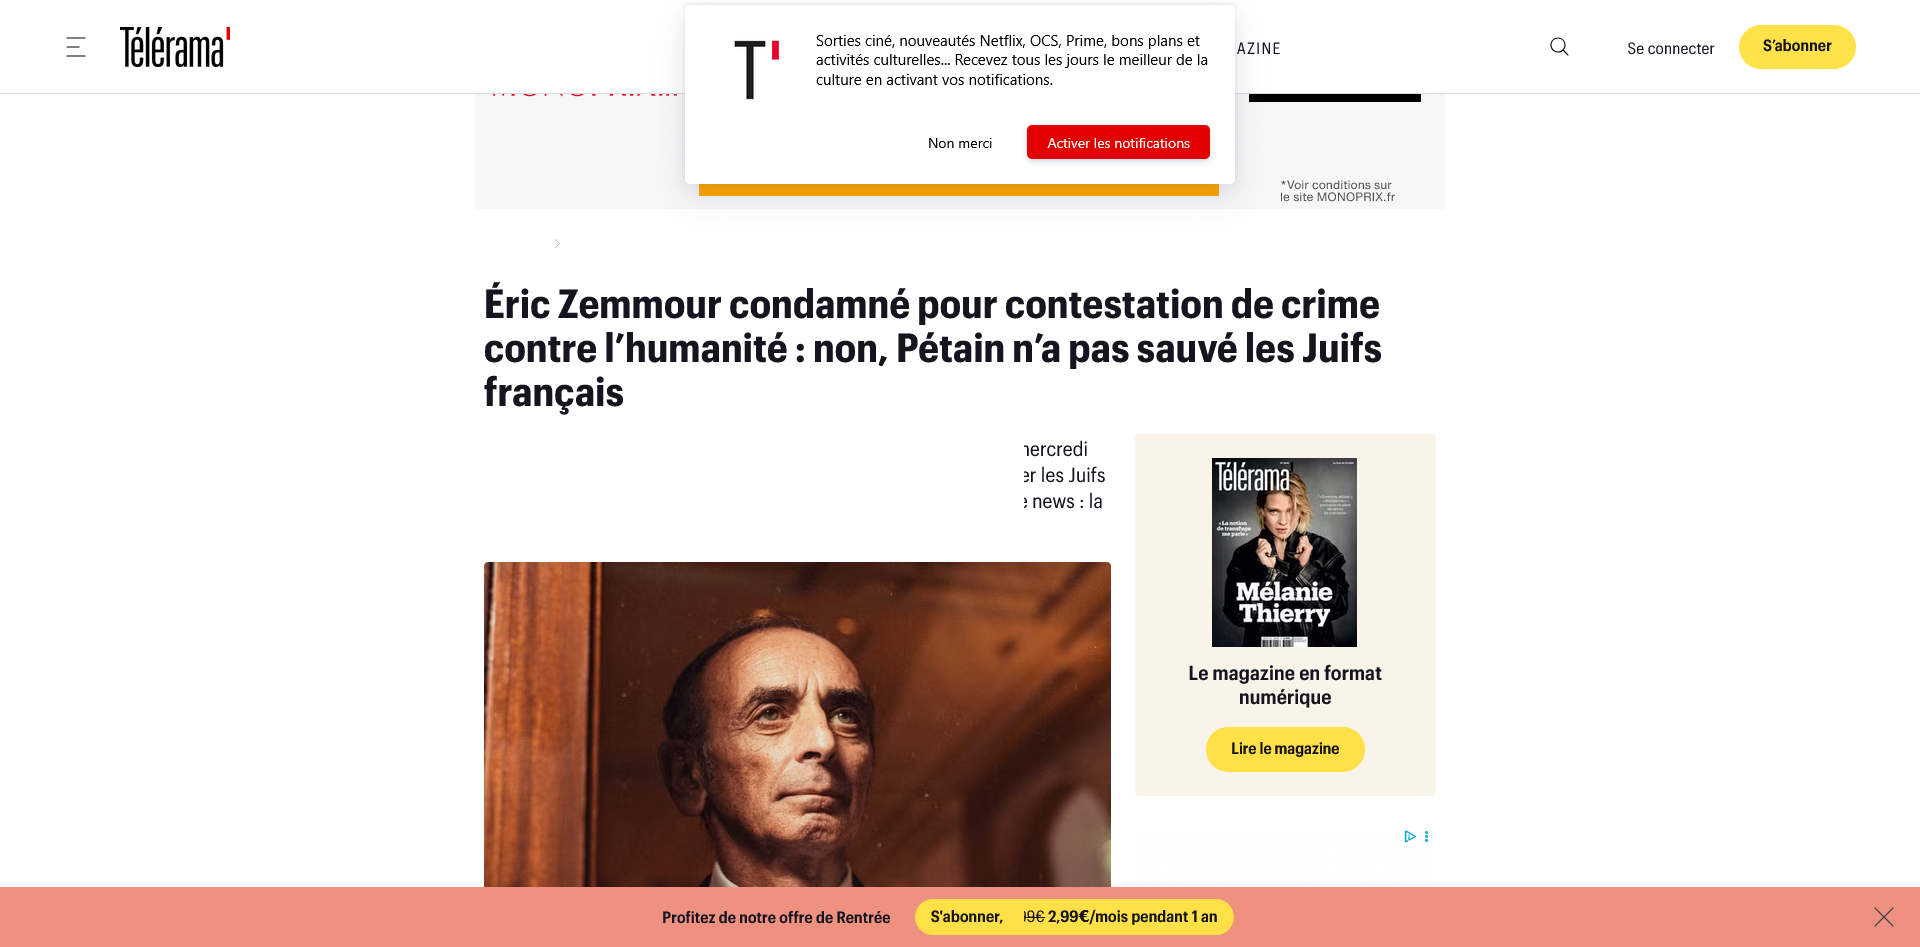 Télérama'
Sorties ciné, nouveautés Netflix, OCS, Prime, bons plans et
activités culturelles... Recevez tous les jours le meilleur de la
culture en activant vos notifications.
Non merci
Activer les notifications
Se connecter
S'abonner
*Voir conditions sur
le site MONOPRIX.fr
Éric Zemmour condamné pour contestation de crime
contre l'humanité : non, Pétain n'a pas sauvé les Juifs
français
les Juifs
news : la
Télérama
Mélanie
Thierry
Le magazine en format
numérique
Lire le magazine
Profitez de notre offre de Rentrée
S'abonner, 2,99€/mois pendant 1 an